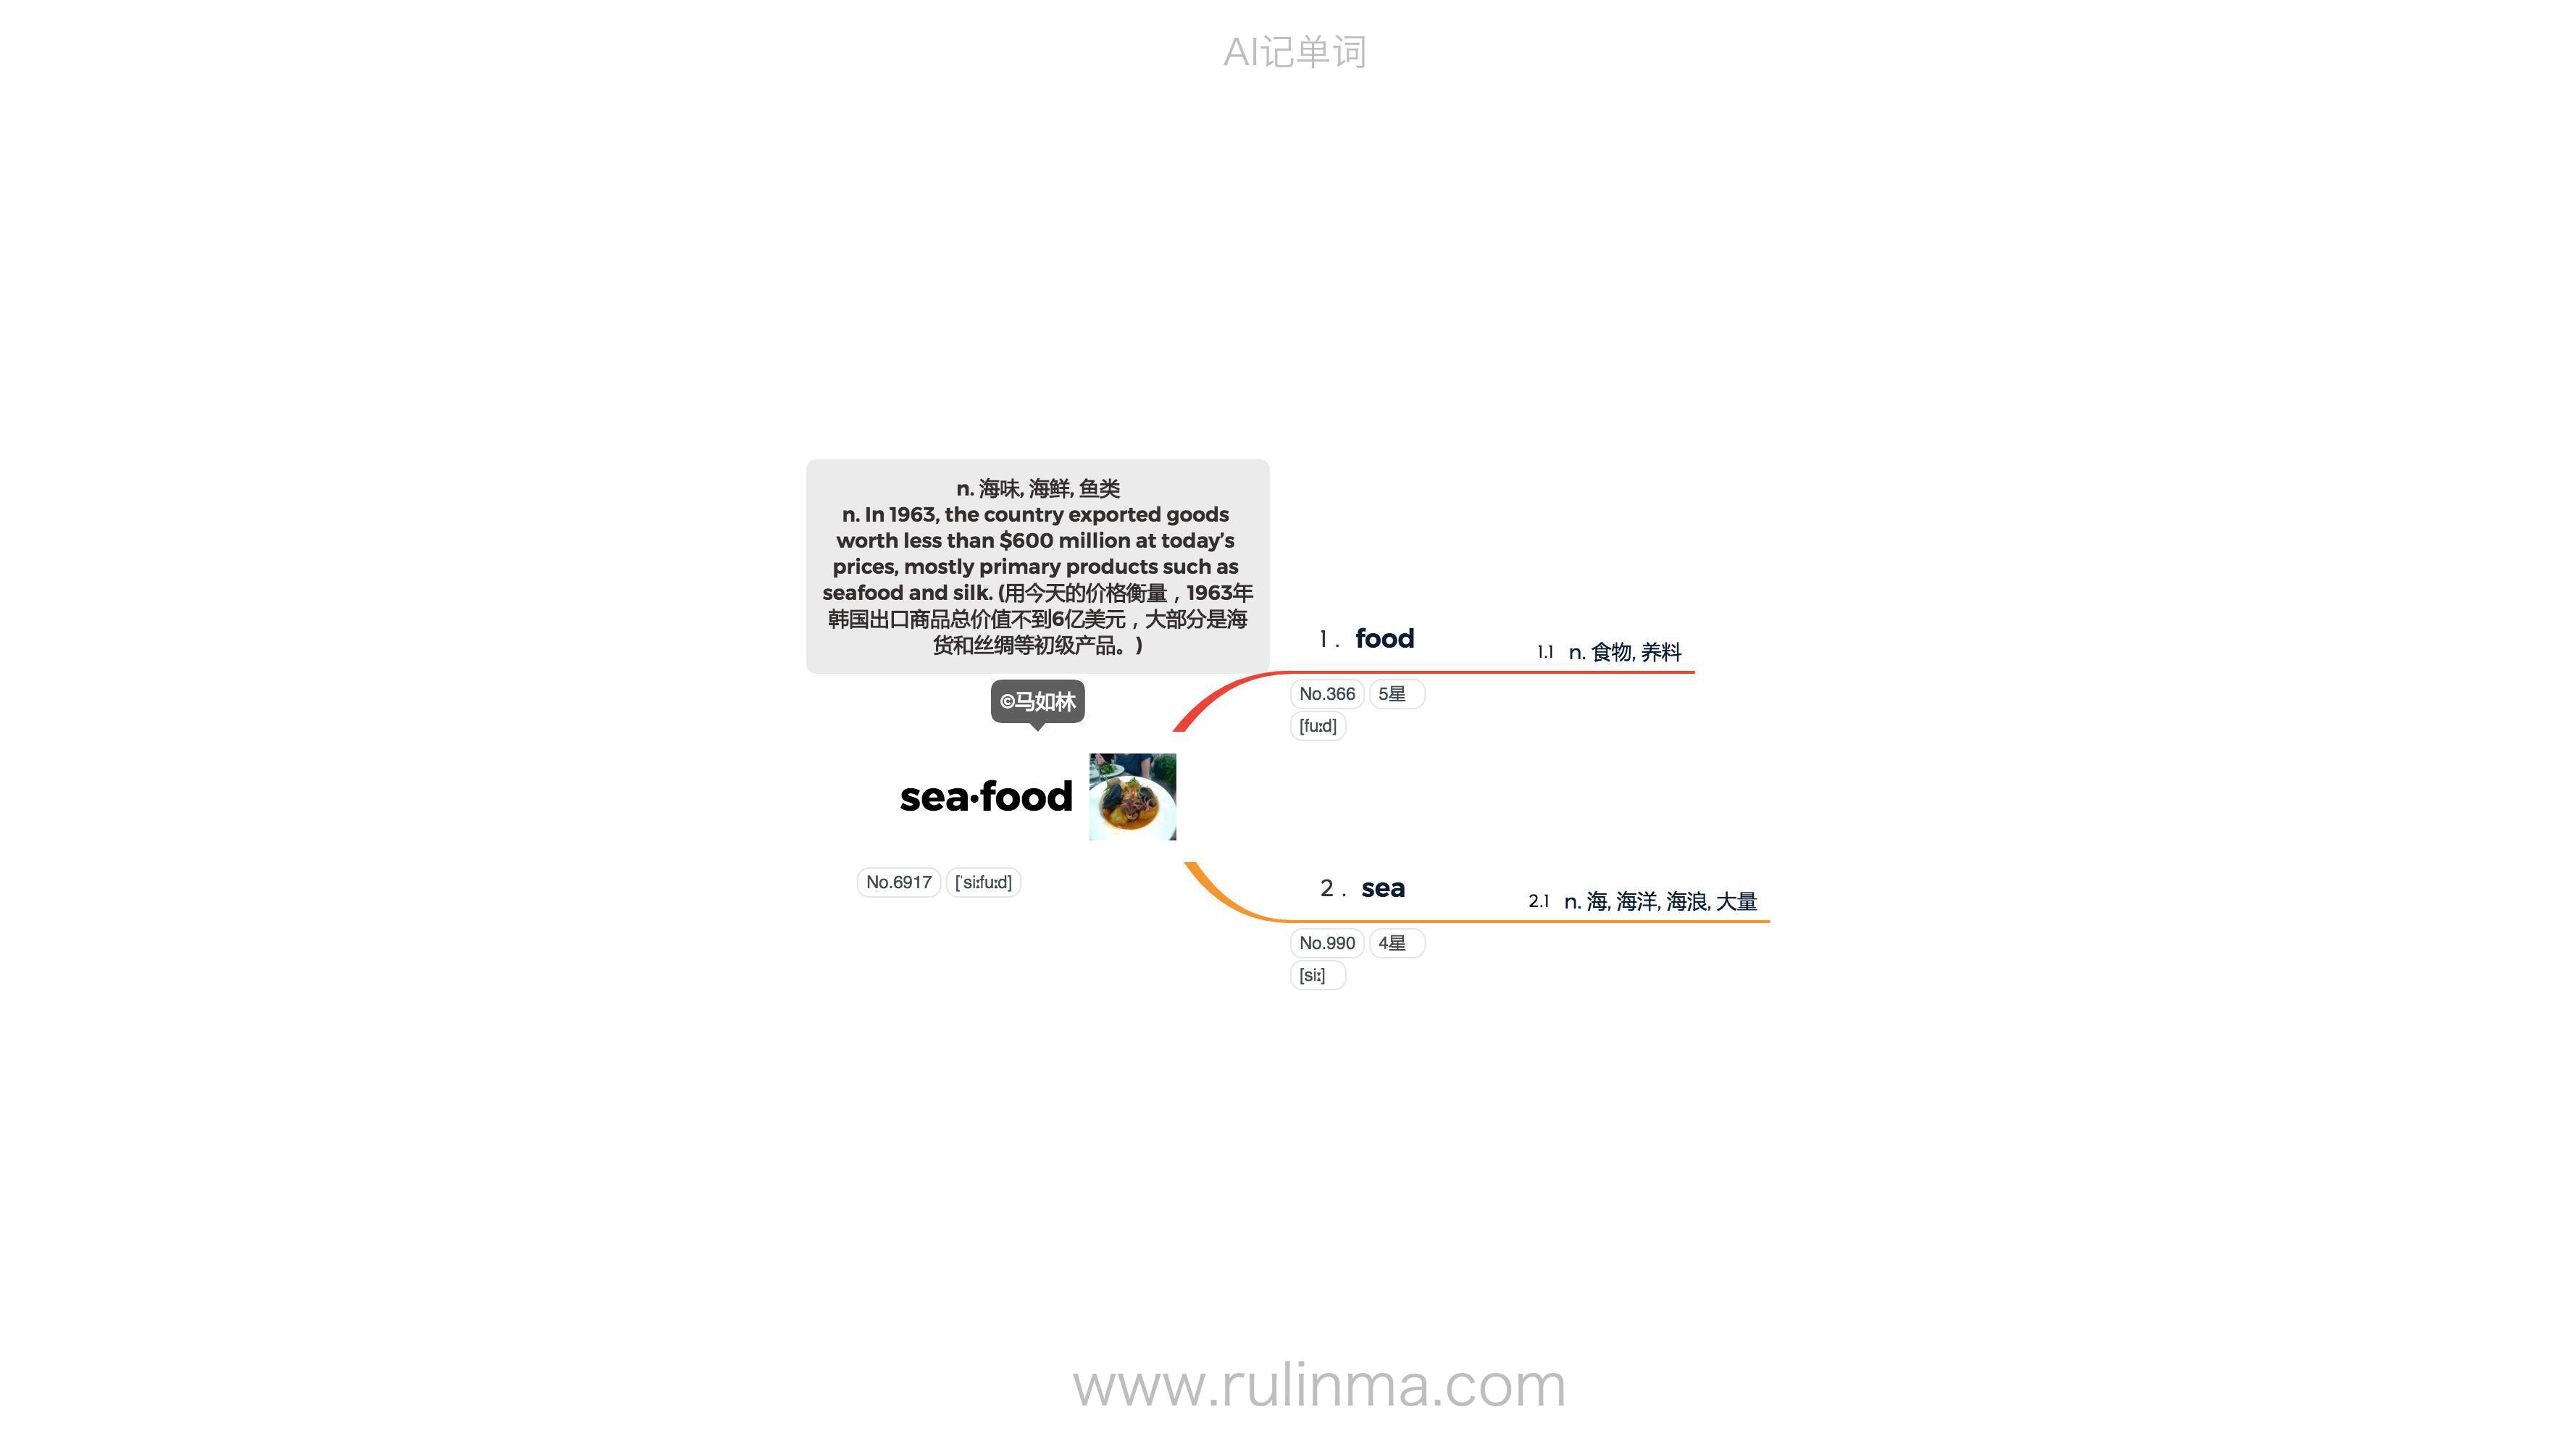 AI记单词
n. 海味, 海鲜, 鱼类
n. In 1963, the country exported goods
worth less than $600 million at today’s
prices, mostly primary products such as
seafood and silk. (用今天的价格衡量，1963年
韩国出口商品总价值不到6亿美元，大部分是海
货和丝绸等初级产品。)
©马如林
sea•food
No.6917 [ˈsiːfuːd]
1. food
1.1 n. 食物, 养料
No.366 5星
[fuːd]
2. sea
2.1 n. 海, 海洋, 海浪, 大量
No.990 4星
[siː]
www.rulinma.com